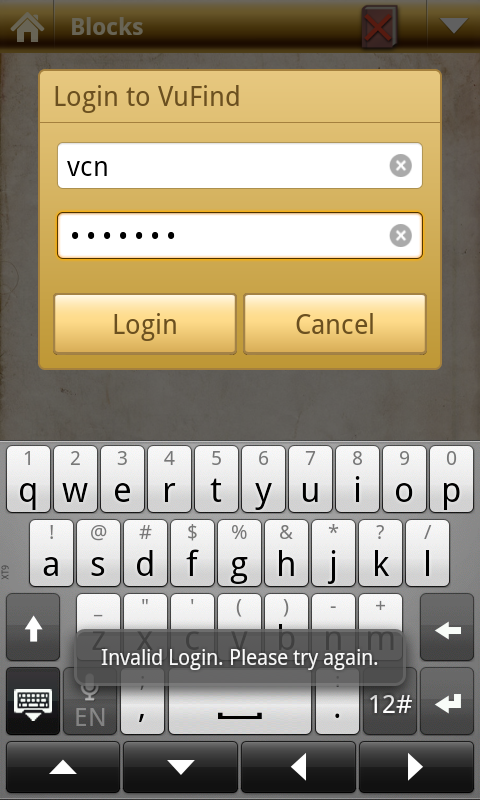 Blocks
Login to VuFind
vcn
•••••••
Login
Cancel
1 2 3 4 5 6 7 8 9 0
q w e r t y u i o p
! @ # $ % & * ? /
a s d f g h j k l
XT9
_ " ' ( ) - +
z x c v b n m
Invalid Login. Please try again.
; :
EN , . 12#